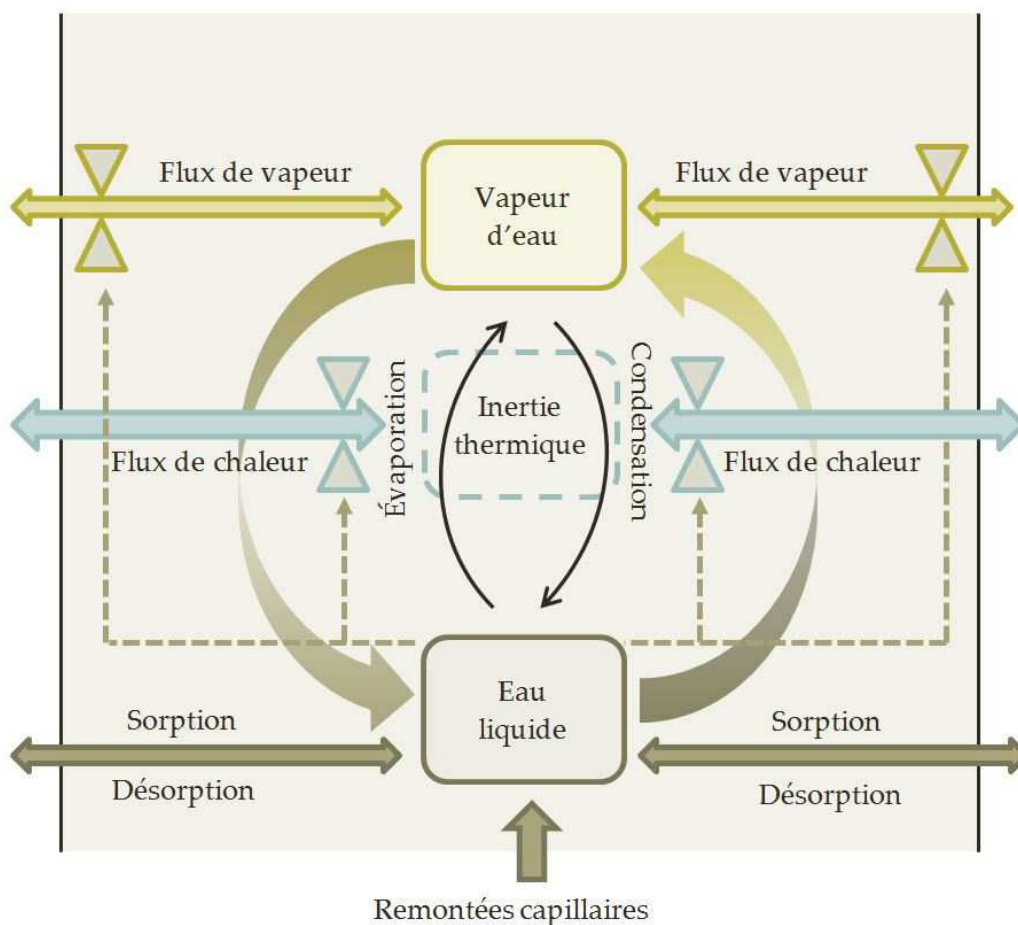 Flux de vapeur
Vapeur
d'eau
Flux de vapeur
Évaporation
Inertie
thermique
Condensation
Flux de chaleur
Flux de chaleur
Eau
liquide
Sorption
Désorption
Sorption
Désorption
Remontées capillaires